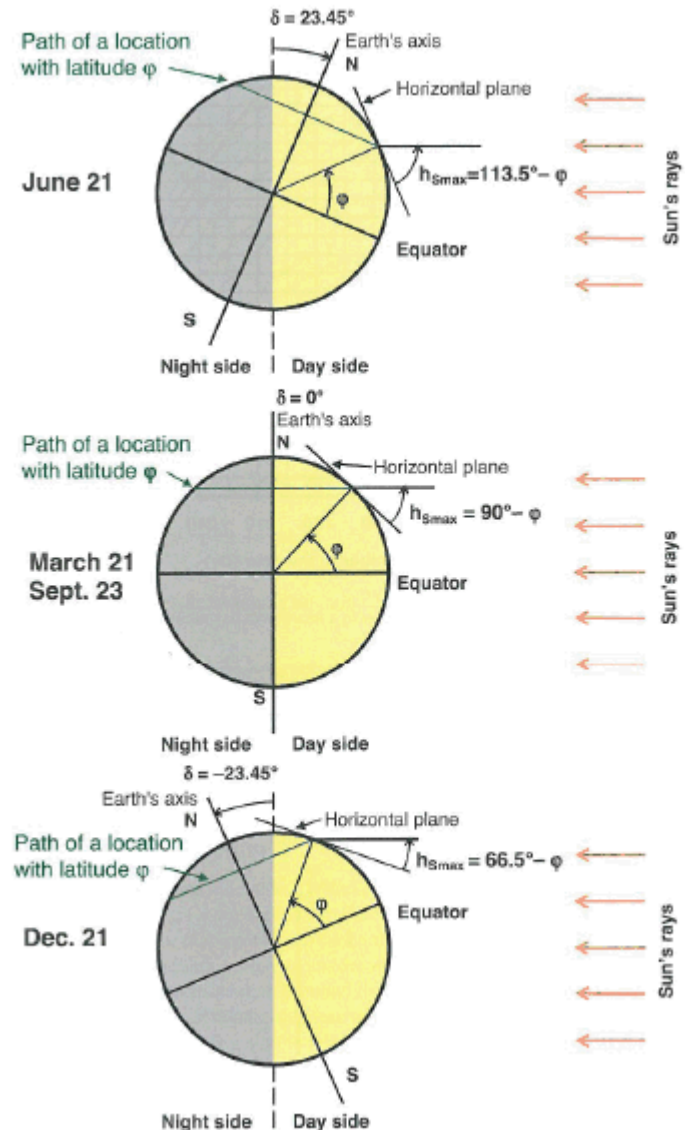 δ = 23.45°
Path of a location
with latitude φ
Earth's axis
N
Horizontal plane
June 21
hSmax=113.5°– φ
φ
Equator
Sun's rays
S
Night side
Day side
δ = 0°
Earth's axis
N
Path of a location
with latitude φ
Horizontal plane
hSmax = 90°– φ
φ
March 21
Sept. 23
Equator
Sun's rays
S
Night side
Day side
δ = –23.45°
Earth's axis
N
Horizontal plane
Path of a location
with latitude φ
hSmax = 66.5°– φ
φ
Equator
Dec. 21
Sun's rays
S
Night side
Day side